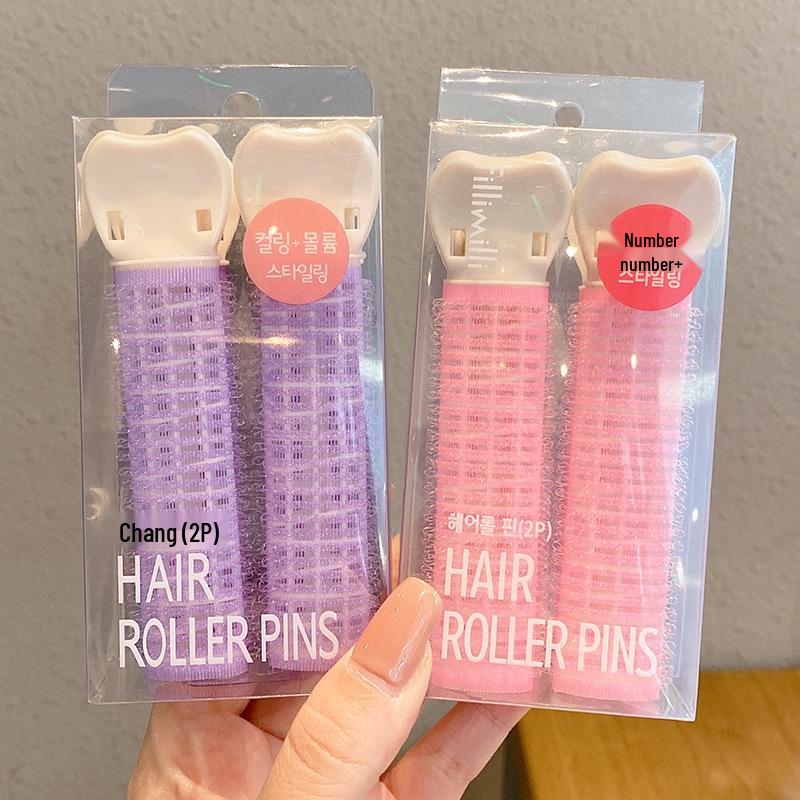 컬링+볼륨
스타일링
Chang (2P)
HAIR
ROLLER PINS
fillimilli
Number
number+
스타일링
헤어롤 핀(2P)
HAIR
ROLLER PINS